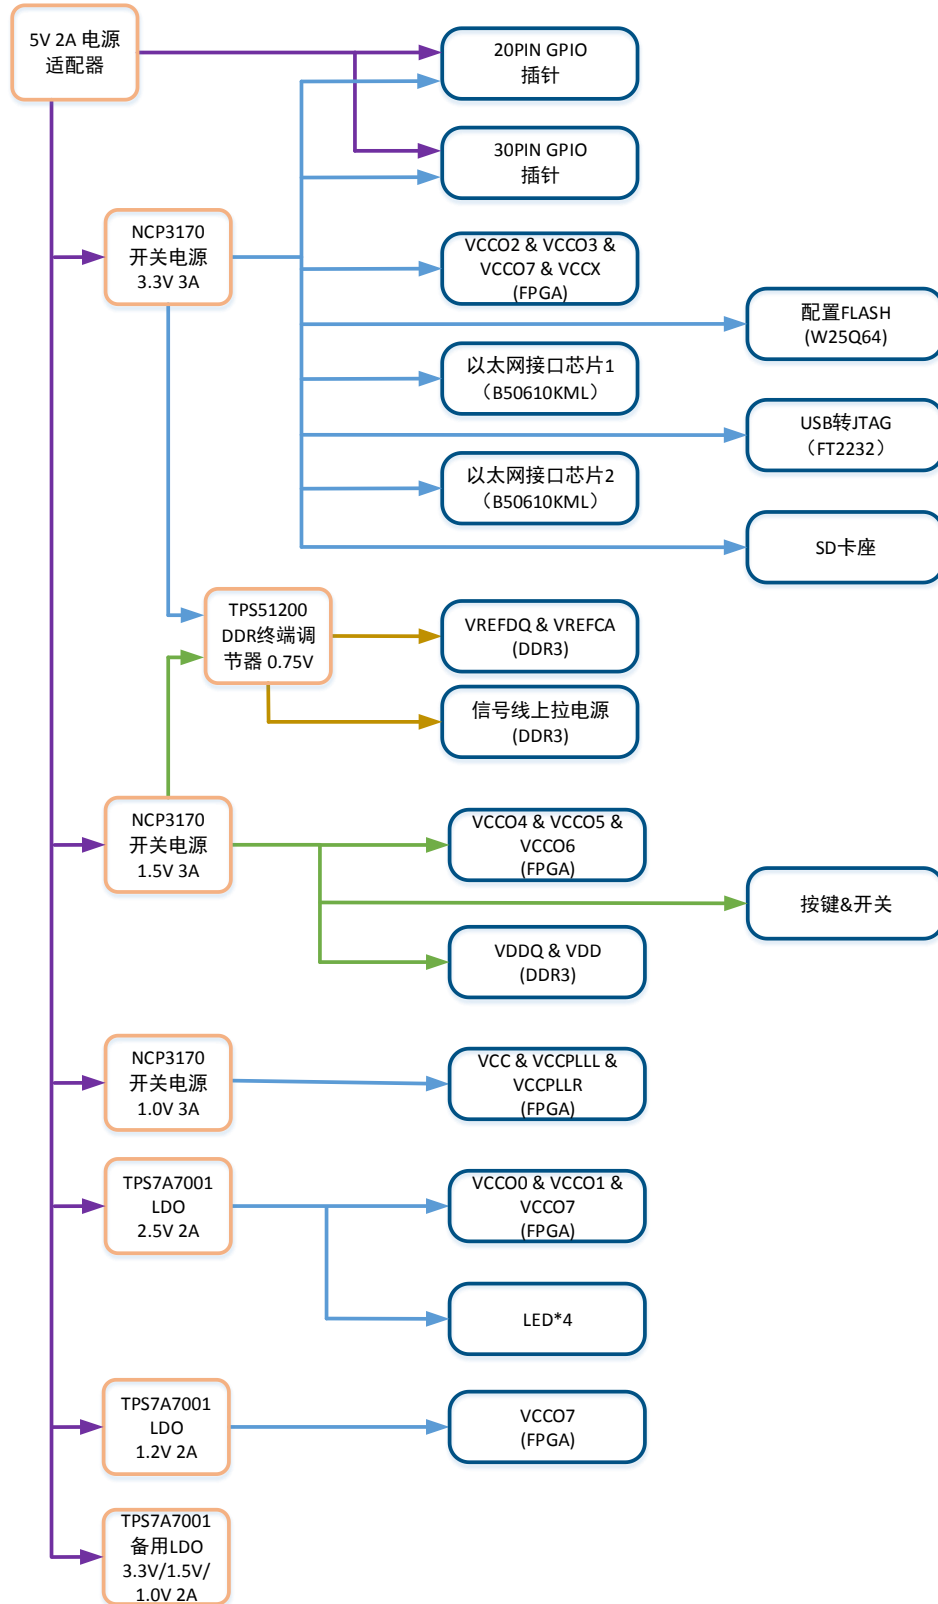 5V 2A 电源
适配器
20PIN GPIO
插针
30PIN GPIO
插针
NCP3170
开关电源
3.3V 3A
VCCO2 & VCCO3 &
VCCO7 & VCCX
(FPGA)
配置FLASH
(W25Q64)
以太网接口芯片1
（B50610KML）
USB转JTAG
（FT2232）
以太网接口芯片2
（B50610KML）
SD卡座
TPS51200
DDR终端调
节器 0.75V
VREFDQ & VREFCA
(DDR3)
信号线上拉电源
(DDR3)
NCP3170
开关电源
1.5V 3A
VCCO4 & VCCO5 &
VCCO6
(FPGA)
按键&开关
VDDQ & VDD
(DDR3)
NCP3170
开关电源
1.0V 3A
VCC & VCCPLLL &
VCCPLLR
(FPGA)
TPS7A7001
LDO
2.5V 2A
VCCO0 & VCCO1 &
VCCO7
(FPGA)
LED*4
TPS7A7001
LDO
1.2V 2A
VCCO7
(FPGA)
TPS7A7001
备用LDO
3.3V/1.5V/
1.0V 2A